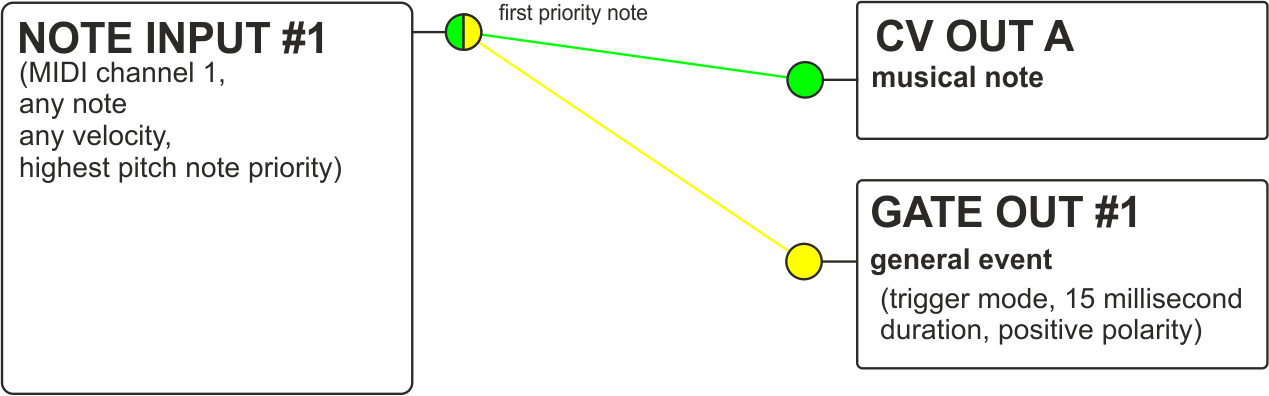 NOTE INPUT #1
(MIDI channel 1,
any note
any velocity,
highest pitch note priority)
first priority note
CV OUT A
musical note
GATE OUT #1
general event
(trigger mode, 15 millisecond
duration, positive polarity)